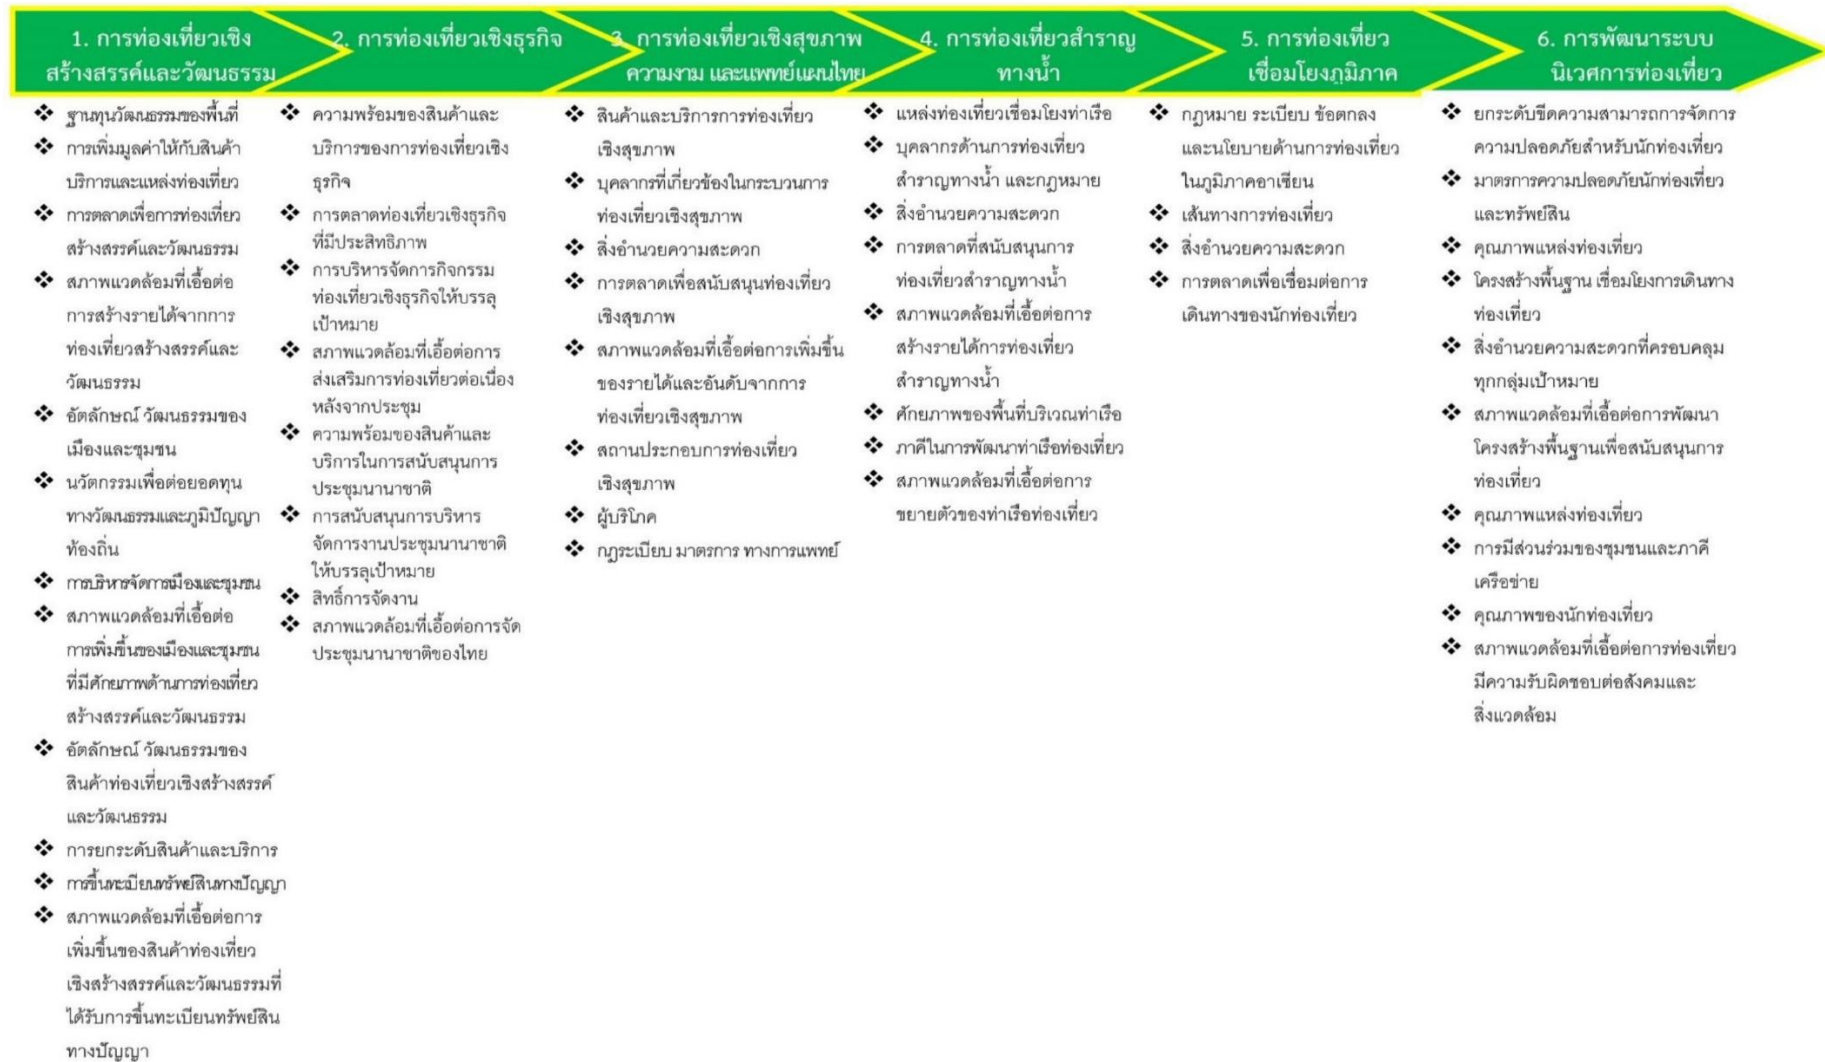 1. การท่องเที่ยวเชิง
สร้างสรรค์และวัฒนธรรม
❖ ฐานทุนวัฒนธรรมของพื้นที่
❖ การเพิ่มมูลค่าให้กับสินค้า
บริการและแหล่งท่องเที่ยว
❖ การตลาดเพื่อการท่องเที่ยว
สร้างสรรค์และวัฒนธรรม
❖ สภาพแวดล้อมที่เอื้อต่อ
การสร้างรายได้จากการ
ท่องเที่ยวสร้างสรรค์และ
วัฒนธรรม
❖ อัตลักษณ์ วัฒนธรรมของ
เมืองและชุมชน
❖ นวัตกรรมเพื่อต่อยอดทุน
ทางวัฒนธรรมและภูมิปัญญา
ท้องถิ่น
❖ การบริหารจัดการเมืองและชุมชน
❖ สภาพแวดล้อมที่เอื้อต่อ
การเพิ่มขึ้นของเมืองและชุมชน
ที่มีศักยภาพด้านการท่องเที่ยว
สร้างสรรค์และวัฒนธรรม
❖ อัตลักษณ์ วัฒนธรรมของ
สินค้าท่องเที่ยวเชิงสร้างสรรค์
และวัฒนธรรม
❖ การยกระดับสินค้าและบริการ
❖ การขึ้นทะเบียนทรัพย์สินทางปัญญา
❖ สภาพแวดล้อมที่เอื้อต่อการ
เพิ่มขึ้นของสินค้าท่องเที่ยว
เชิงสร้างสรรค์และวัฒนธรรมที่
ได้รับการขึ้นทะเบียนทรัพย์สิน
ทางปัญญา
2. การท่องเที่ยวเชิงธุรกิจ
❖ ความพร้อมของสินค้าและ
บริการของการท่องเที่ยวเชิง
ธุรกิจ
❖ การตลาดท่องเที่ยวเชิงธุรกิจ
ที่มีประสิทธิภาพ
❖ การบริหารจัดการกิจกรรม
ท่องเที่ยวเชิงธุรกิจให้บรรลุ
เป้าหมาย
❖ สภาพแวดล้อมที่เอื้อต่อการ
ส่งเสริมการท่องเที่ยวต่อเนื่อง
หลังจากประชุม
❖ ความพร้อมของสินค้าและ
บริการในการสนับสนุนการ
ประชุมนานาชาติ
❖ การสนับสนุนการบริหาร
จัดการงานประชุมนานาชาติ
ให้บรรลุเป้าหมาย
❖ สิทธิ์การจัดงาน
❖ สภาพแวดล้อมที่เอื้อต่อการจัด
ประชุมนานาชาติของไทย
3. การท่องเที่ยวเชิงสุขภาพ
ความงาม และแพทย์แผนไทย
❖ สินค้าและบริการการท่องเที่ยว
เชิงสุขภาพ
❖ บุคลากรที่เกี่ยวข้องในกระบวนการ
ท่องเที่ยวเชิงสุขภาพ
❖ สิ่งอำนวยความสะดวก
❖ การตลาดเพื่อสนับสนุนท่องเที่ยว
เชิงสุขภาพ
❖ สภาพแวดล้อมที่เอื้อต่อการเพิ่มขึ้น
ของรายได้และอันดับจากการ
ท่องเที่ยวเชิงสุขภาพ
❖ สถานประกอบการท่องเที่ยว
เชิงสุขภาพ
❖ ผู้บริโภค
❖ กฎระเบียบ มาตรการ ทางการแพทย์
4. การท่องเที่ยวสำราญ
ทางน้ำ
❖ แหล่งท่องเที่ยวเชื่อมโยงท่าเรือ
❖ บุคลากรด้านการท่องเที่ยว
สำราญทางน้ำ และกฎหมาย
❖ สิ่งอำนวยความสะดวก
❖ การตลาดที่สนับสนุนการ
ท่องเที่ยวสำราญทางน้ำ
❖ สภาพแวดล้อมที่เอื้อต่อการ
สร้างรายได้การท่องเที่ยว
สำราญทางน้ำ
❖ ศักยภาพของพื้นที่บริเวณท่าเรือ
❖ ภาคีในการพัฒนาท่าเรือท่องเที่ยว
❖ สภาพแวดล้อมที่เอื้อต่อการ
ขยายตัวของท่าเรือท่องเที่ยว
5. การท่องเที่ยว
เชื่อมโยงภูมิภาค
❖ กฎหมาย ระเบียบ ข้อตกลง
และนโยบายด้านการท่องเที่ยว
ในภูมิภาคอาเซียน
❖ เส้นทางการท่องเที่ยว
❖ สิ่งอำนวยความสะดวก
❖ การตลาดเพื่อเชื่อมต่อการ
เดินทางของนักท่องเที่ยว
6. การพัฒนาระบบ
นิเวศการท่องเที่ยว
❖ ยกระดับขีดความสามารถการจัดการ
ความปลอดภัยสำหรับนักท่องเที่ยว
❖ มาตรการความปลอดภัยนักท่องเที่ยว
และทรัพย์สิน
❖ คุณภาพแหล่งท่องเที่ยว
❖ โครงสร้างพื้นฐาน เชื่อมโยงการเดินทาง
ท่องเที่ยว
❖ สิ่งอำนวยความสะดวกที่ครอบคลุม
ทุกกลุ่มเป้าหมาย
❖ สภาพแวดล้อมที่เอื้อต่อการพัฒนา
โครงสร้างพื้นฐานเพื่อสนับสนุนการ
ท่องเที่ยว
❖ คุณภาพแหล่งท่องเที่ยว
❖ การมีส่วนร่วมของชุมชนและภาคี
เครือข่าย
❖ คุณภาพของนักท่องเที่ยว
❖ สภาพแวดล้อมที่เอื้อต่อการท่องเที่ยว
มีความรับผิดชอบต่อสังคมและ
สิ่งแวดล้อม